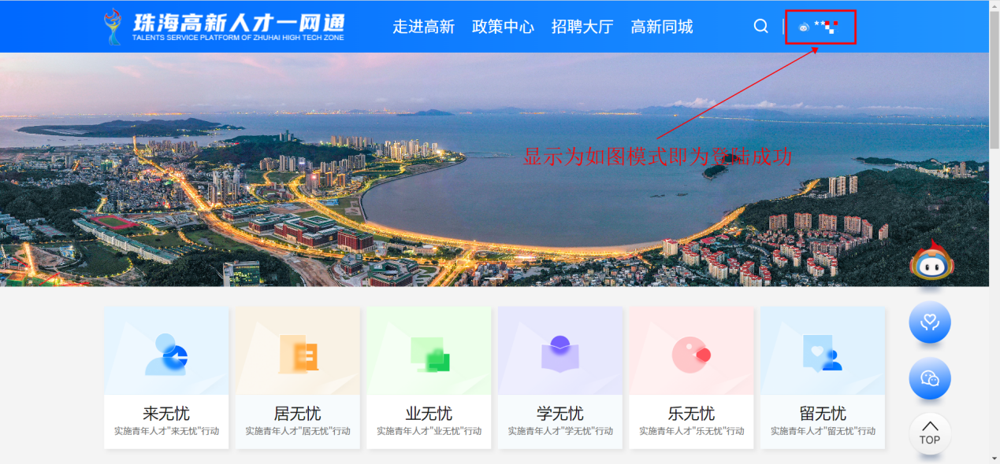 珠海高新人才一网通
TALENTS SERVICE PLATFORM OF ZHUHAI HIGH TECH ZONE
走进高新 政策中心 招聘大厅 高新同城
**
显示为如图模式即为登陆成功
来无忧 居无忧 业无忧 学无忧 乐无忧 留无忧
实施青年人才"来无忧"行动 实施青年人才"居无忧"行动 实施青年人才"业无忧"行动 实施青年人才"学无忧"行动 实施青年人才"乐无忧"行动 实施青年人才"留无忧"行动
TOP